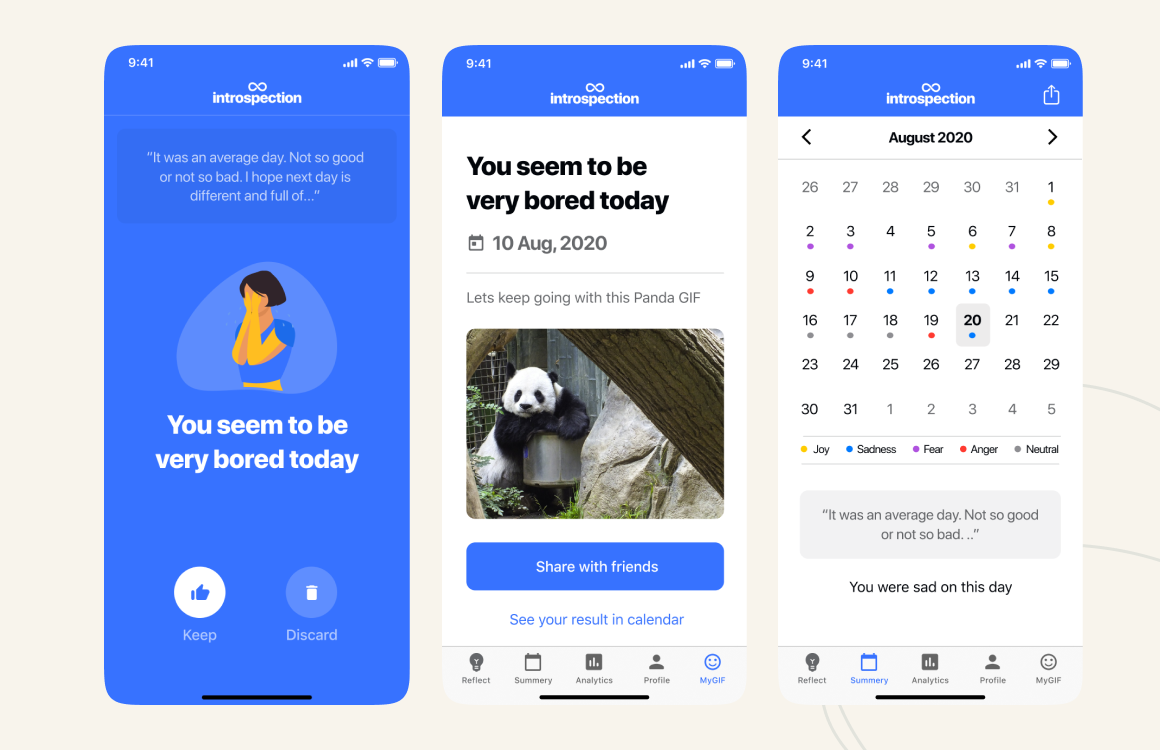 9:41
introspection
“It was an average day. Not so good
or not so bad. I hope next day is
different and full of...”
You seem to be
very bored today
Keep Discard
9:41
introspection
You seem to be
very bored today
10 Aug, 2020
Lets keep going with this Panda GIF
Share with friends
See your result in calendar
Reflect Summery Analytics Profile MyGIF
9:41
introspection
August 2020
26 27 28 29 30 31 1
2 3 4 5 6 7 8
9 10 11 12 13 14 15
16 17 18 19 20 21 22
23 24 25 26 27 28 29
30 31 1 2 3 4 5
Joy Sadness Fear Anger Neutral
“It was an average day. Not so good
or not so bad. ..”
You were sad on this day
Reflect Summery Analytics Profile MyGIF